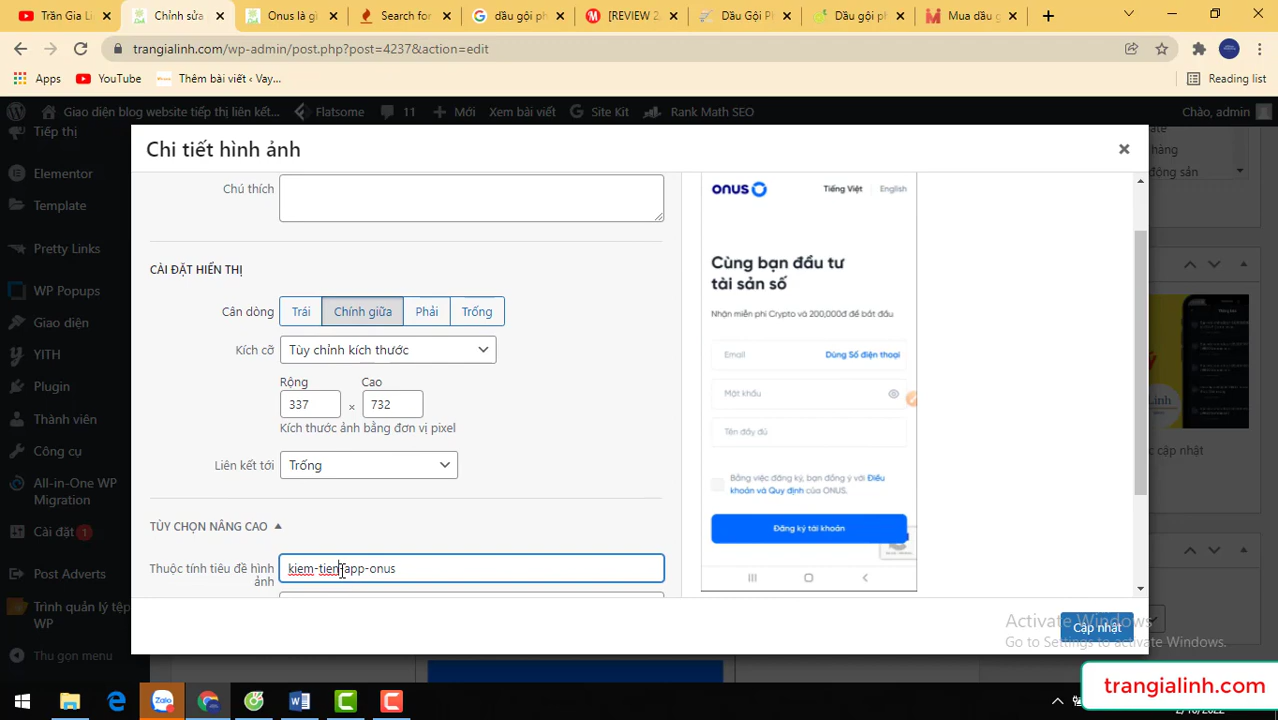 Trần Gia Linh
Chỉnh sửa
Onus là gì
Search for
dầu gội ph
[REVIEW 2
Dầu Gội Ph
Dầu gội ph
Mua dầu g
trangialinh.com/wp-admin/post.php?post=4237&action=edit
Apps
YouTube
Thêm bài viết ‹ Vay...
Reading list
Giao diện blog website tiếp thị liên kết...
Flatsome
11
Mới
Xem bài viết
Site Kit
Rank Math SEO
Chào, admin
Tiếp thị
Elementor
Template
Pretty Links
WP Popups
Giao diện
YITH
Plugin
Thành viên
Công cụ
All-in-One WP
Migration
Cài đặt 1
Post Adverts
Trình quản lý tệp
WP
Thu gọn menu
Chi tiết hình ảnh
Chú thích
CÀI ĐẶT HIỂN THỊ
Căn dòng
Trái
Chính giữa
Phải
Trống
Kích cỡ
Tùy chỉnh kích thước
Rộng
Cao
337
×
732
Kích thước ảnh bằng đơn vị pixel
Liên kết tới
Trống
TÙY CHỌN NÂNG CAO
Thuộc tính tiêu đề hình
ảnh
kiem-tien app-onus
onus
Tiếng Việt
English
Cùng bạn đầu tư
tài sản số
Nhận miễn phí Crypto và 200,000đ để bắt đầu
Email
Dùng Số điện thoại
Mật khẩu
Tên đầy đủ
Bằng việc đăng ký, bạn đồng ý với Điều
khoản và Quy định của ONUS.
Đăng ký tài khoản
hàng
động sản
cập nhật
Cập nhật
Activate Windows
Go to Settings to activate Windows.
Zalo
trangialinh.com